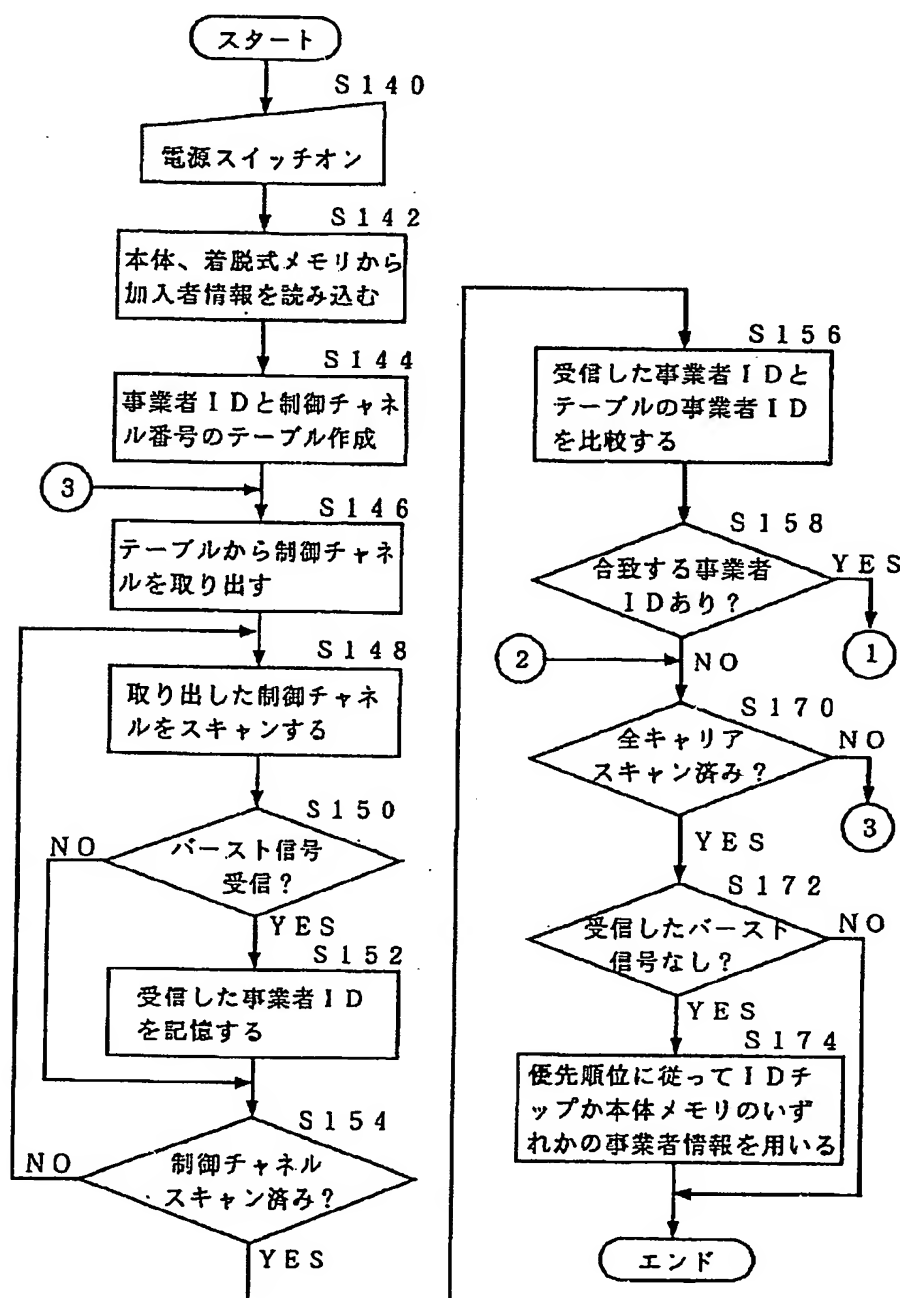 スタート
S140
電源スイッチオン
S142
本体、着脱式メモリから
加入者情報を読み込む
S144
事業者IDと制御チャネ
ル番号のテーブル作成
3
S146
テーブルから制御チャネ
ルを取り出す
S148
取り出した制御チャネ
ルをスキャンする
S150
NO
バースト信号
受信?
YES
S152
受信した事業者ID
を記憶する
S154
NO
制御チャネル
スキャン済み?
YES
S156
受信した事業者IDと
テーブルの事業者ID
を比較する
S158
合致する事業者
IDあり?
YES
1
2
NO
S170
全キャリア
スキャン済み?
NO
3
YES
S172
受信したバースト
信号なし?
NO
YES
S174
優先順位に従ってIDチ
ップか本体メモリのいず
れかの事業者情報を用いる
エンド